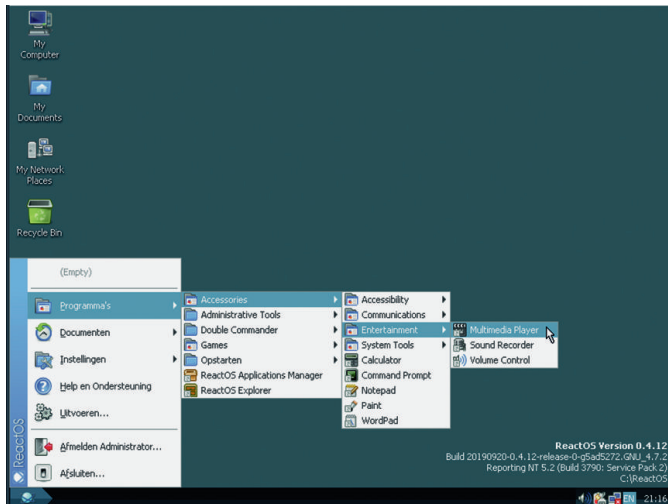 My
Computer
My
Documents
My Network
Places
Recycle Bin
(Empty)
Programma's
Documenten
Instellingen
Help en Ondersteuning
Uitvoeren...
Afmelden Administrator...
Afsluiten...
ReactOS
Accessories
Administrative Tools
Double Commander
Games
Opstarten
ReactOS Applications Manager
ReactOS Explorer
Accessibility
Communications
Entertainment
System Tools
Calculator
Command Prompt
Notepad
Paint
WordPad
Multimedia Player
Sound Recorder
Volume Control
ReactOS Version 0.4.12
Build 20190920-0.4.12-release-0-g5ad5272.GNU_4.7.2
Reporting NT 5.2 (Build 3790: Service Pack 2)
C:\ReactOS
EN
21:16